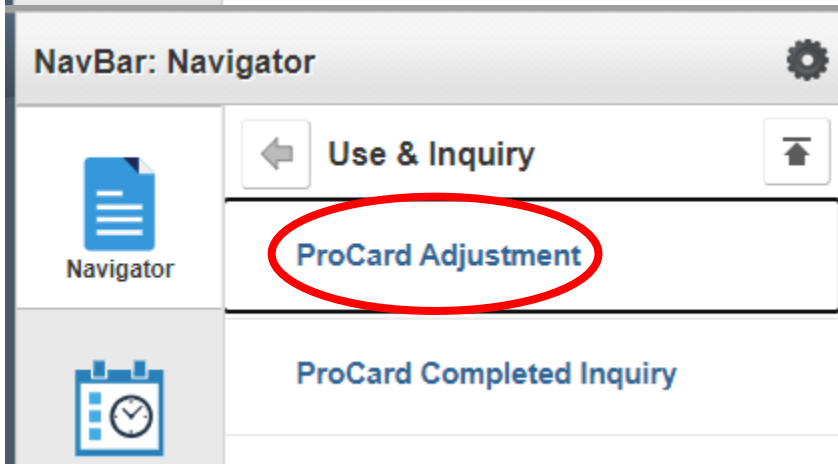 NavBar: Navigator
Use & Inquiry
Navigator
ProCard Adjustment
ProCard Completed Inquiry